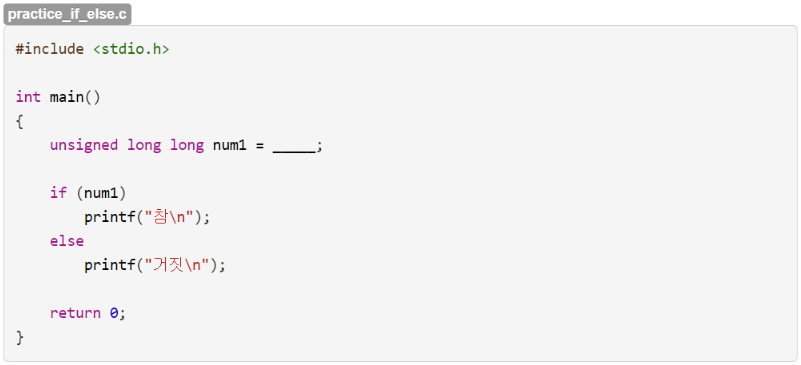 practice_if_else.c
#include <stdio.h>
int main()
{
    unsigned long long num1 = _____;
    if (num1)
        printf("참\n");
    else
        printf("거짓\n");
    return 0;
}